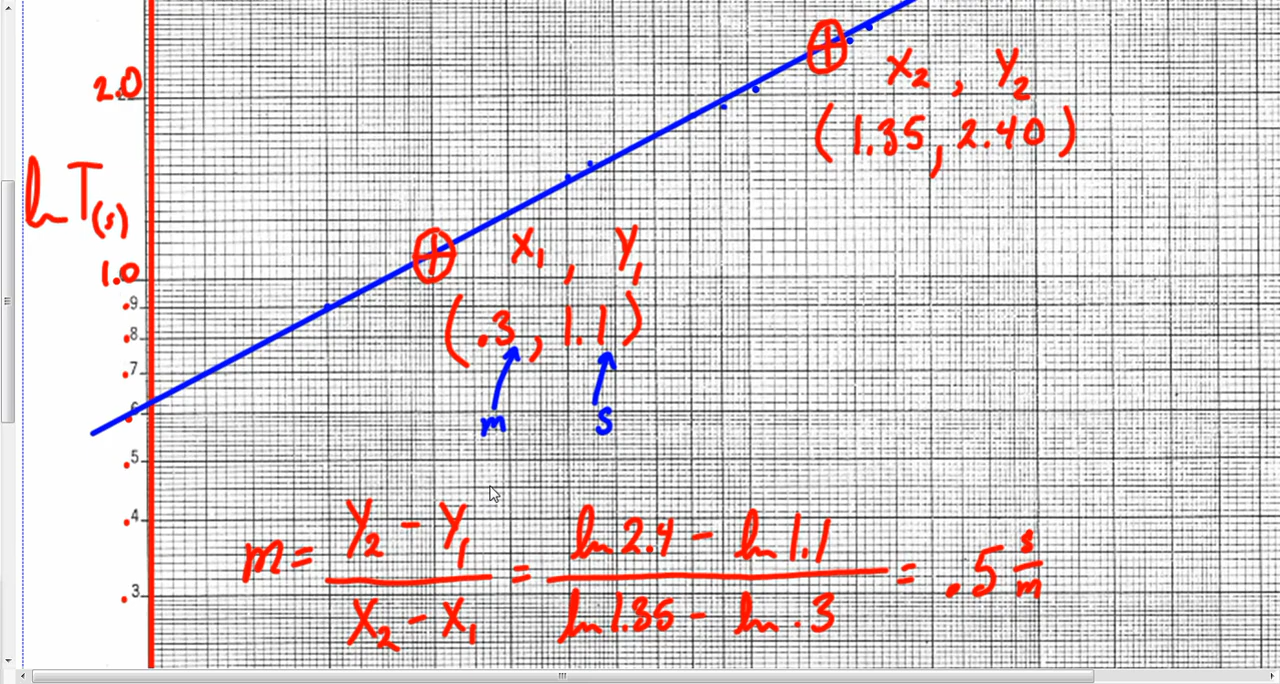 2.0
x₂ , y₂
(1.35, 2.40)
ln T(s)
x₁ , y₁
1.0
.9
(.3, 1.1)
.8
.7
.6
m s
.5
.4
m = (y₂ - y₁) / (x₂ - x₁) = (ln 2.4 - ln 1.1) / (ln 1.35 - ln .3) = .5 s/m
.3